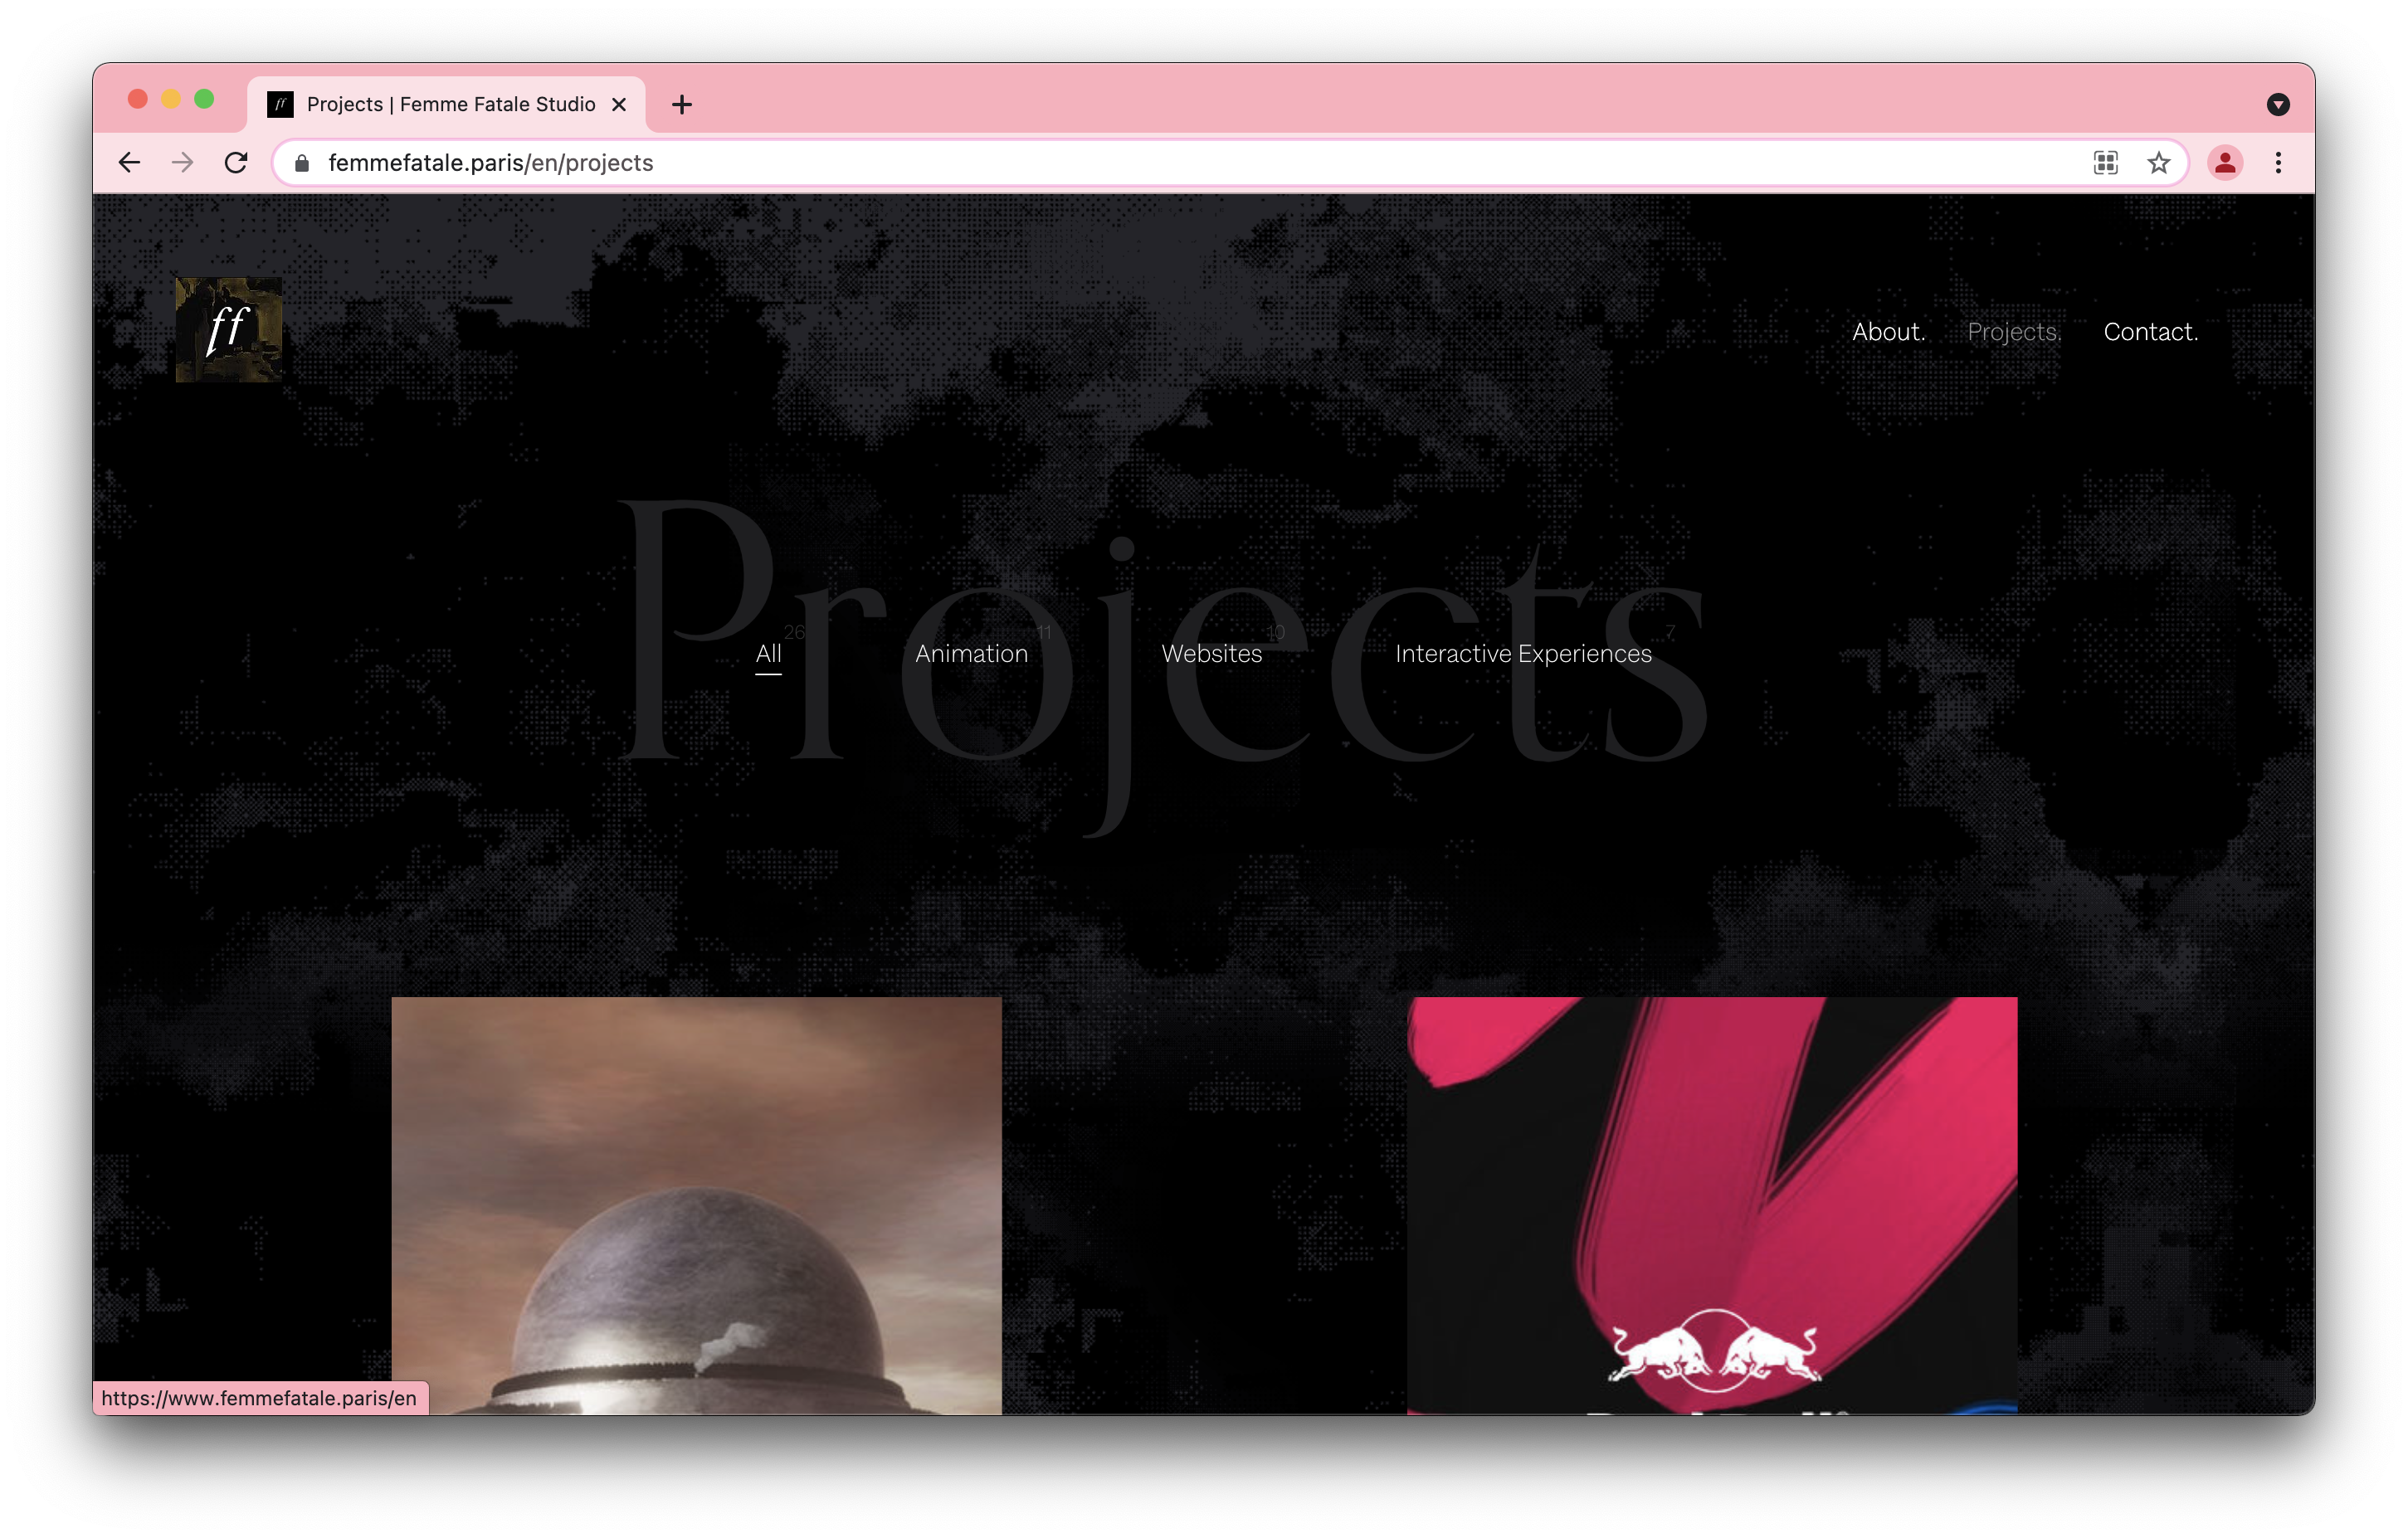 Projects | Femme Fatale Studio
femmefatale.paris/en/projects
ff
About. Projects. Contact.
Projects
All 26 Animation 11 Websites 10 Interactive Experiences 7
https://www.femmefatale.paris/en